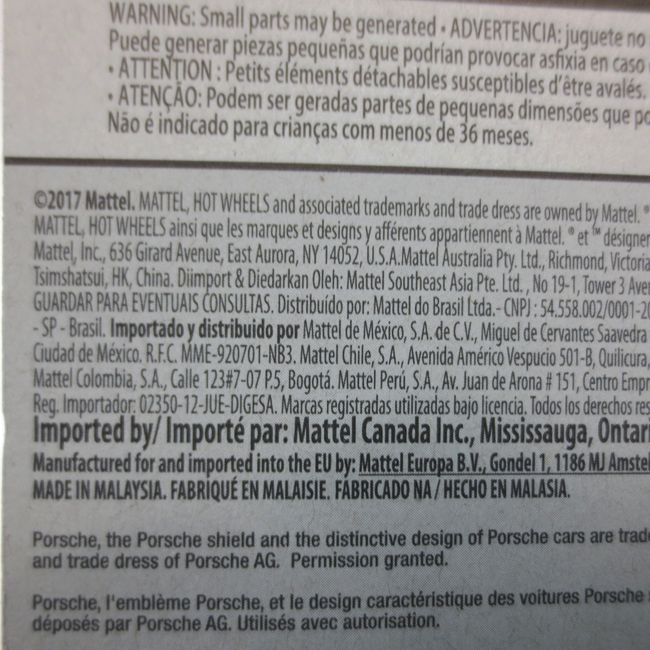 WARNING: Small parts may be generated • ADVERTENCIA: juguete no
Puede generar piezas pequeñas que podrían provocar asfixia en caso
• ATTENTION : Petits éléments détachables susceptibles d'être avalés.
• ATENÇÃO: Podem ser geradas partes de pequenas dimensões que
Não é indicado para crianças com menos de 36 meses.
©2017 Mattel. MATTEL, HOT WHEELS and associated trademarks and trade dress are owned by Mattel. ®
MATTEL, HOT WHEELS ainsi que les marques et designs y afférents appartiennent à Mattel. ® et ™ désignen
Mattel, Inc., 636 Girard Avenue, East Aurora, NY 14052, U.S.A.Mattel Australia Pty. Ltd., Richmond, Victoria
Tsimshatsui, HK, China. Diimport & Diedarkan Oleh: Mattel Southeast Asia Pte. Ltd. , No 19-1, Tower 3 Aven
GUARDAR PARA EVENTUAIS CONSULTAS. Distribuído por: Mattel do Brasil Ltda.- CNPJ : 54.558.002/0001-20
- SP - Brasil. Importado y distribuido por Mattel de México, S.A. de C.V., Miguel de Cervantes Saavedra
Ciudad de México. R.F.C. MME-920701-NB3. Mattel Chile, S.A., Avenida Américo Vespucio 501-B, Quilicura,
Mattel Colombia, S.A., Calle 123#7-07 P.5, Bogotá. Mattel Perú, S.A., Av. Juan de Arona # 151, Centro Empr
Reg. Importador: 02350-12-JUE-DIGESA. Marcas registradas utilizadas bajo licencia. Todos los derechos res
Imported by/ Importé par: Mattel Canada Inc., Mississauga, Ontari
Manufactured for and imported into the EU by: Mattel Europa B.V., Gondel 1, 1186 MJ Amste
MADE IN MALAYSIA. FABRIQUÉ EN MALAISIE. FABRICADO NA / HECHO EN MALASIA.
Porsche, the Porsche shield and the distinctive design of Porsche cars are trade
and trade dress of Porsche AG. Permission granted.
Porsche, l'emblème Porsche, et le design caractéristique des voitures Porsche
déposés par Porsche AG. Utilisés avec autorisation.